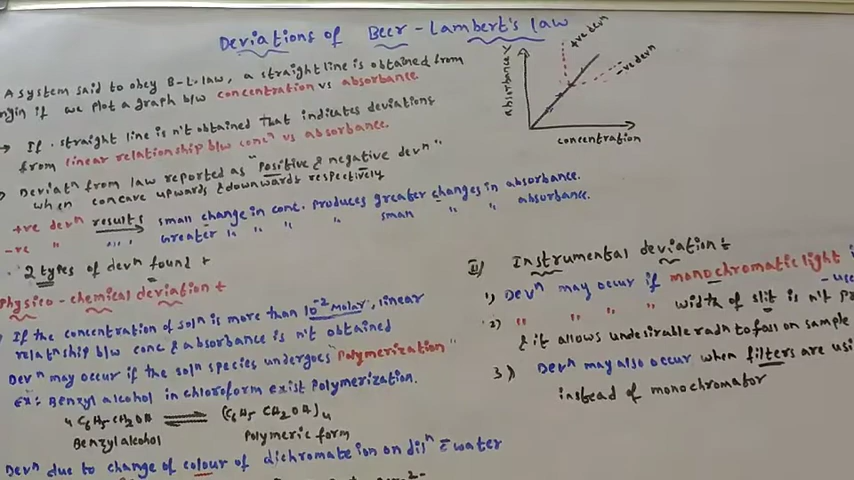 Deviations of Beer-Lambert's law
A system said to obey B-L-law, a straight line is obtained from
origin if we plot a graph b/w concentration vs absorbance
→ If straight line is n't obtained that indicates deviations
from linear relationship b/w concn vs absorbance.
Deviatn from law reported as "Positive & negative devn"
when concave upwards & downwards respectively
+ve devn results small change in conc. produces greater changes in absorbance.
-ve " " Greater " " " " small " " absorbance.
2 types of devn found :
Physico-chemical deviation :
If the concentration of soln is more than 10-2 Molar, linear
relatnship b/w conc & absorbance is n't obtained
Devn may occur if the soln species undergoes "Polymerization"
Ex: Benzyl alcohol in chloroform exist Polymerization.
4 C6H5-CH2OH ⇌ (C6H5 CH2OH)4
Benzyl alcohol Polymeric form
Devn due to change of colour of dichromate ion on disn c̄ water
absorbance
+ve devn
-ve devn
concentration
II) Instrumental deviation :
1) Devn may occur if monochromatic light
2) " " " " width of slit is n't
& it allows undesirable radn to fall on sample
3) Devn may also occur when filters are
instead of monochromator